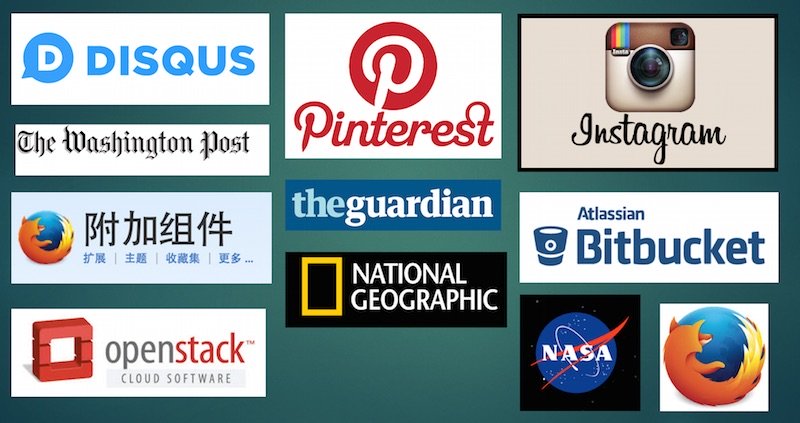 DISQUS
Pinterest
Instagram
The Washington Post
theguardian
附加组件
扩展 | 主题 | 收藏集 | 更多 ...
Atlassian
Bitbucket
NATIONAL
GEOGRAPHIC
openstack™
CLOUD SOFTWARE
NASA